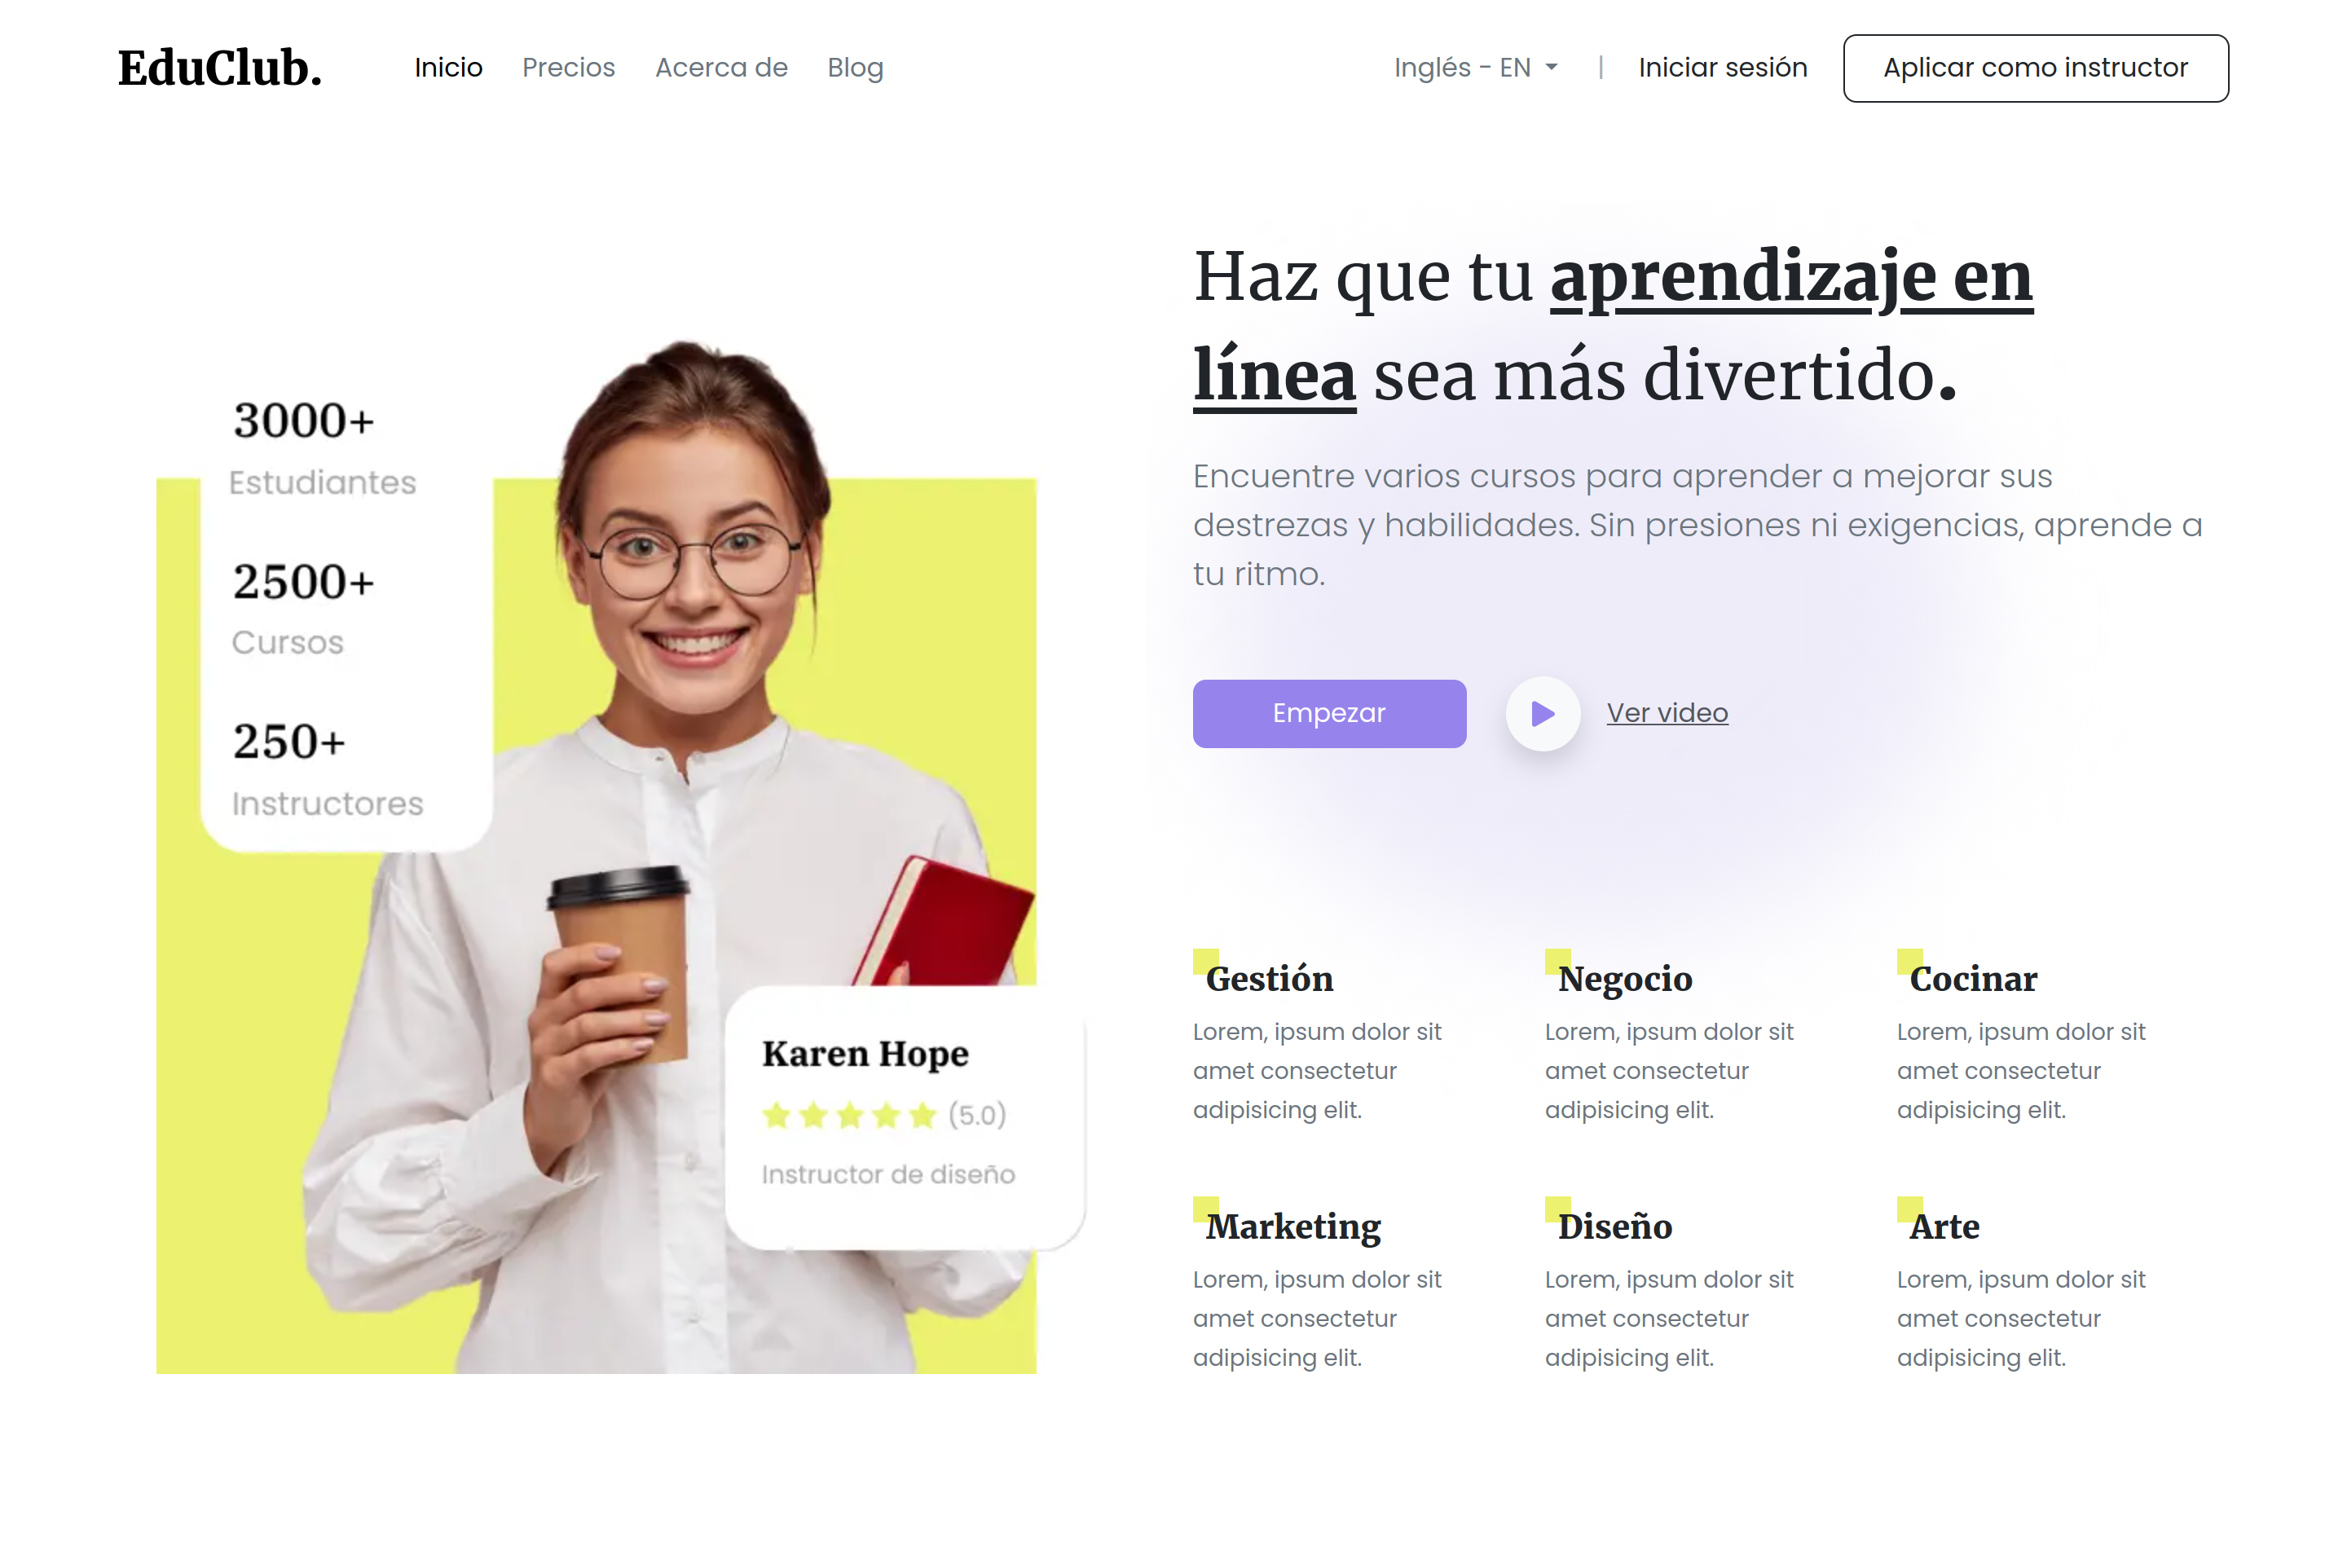 EduClub.
Inicio
Precios
Acerca de
Blog
Inglés - EN
|
Iniciar sesión
Aplicar como instructor
3000+
Estudiantes
2500+
Cursos
250+
Instructores
Karen Hope
(5.0)
Instructor de diseño
Haz que tu aprendizaje en
línea sea más divertido.
Encuentre varios cursos para aprender a mejorar sus
destrezas y habilidades. Sin presiones ni exigencias, aprende a
tu ritmo.
Empezar
Ver video
Gestión
Lorem, ipsum dolor sit
amet consectetur
adipisicing elit.
Negocio
Lorem, ipsum dolor sit
amet consectetur
adipisicing elit.
Cocinar
Lorem, ipsum dolor sit
amet consectetur
adipisicing elit.
Marketing
Lorem, ipsum dolor sit
amet consectetur
adipisicing elit.
Diseño
Lorem, ipsum dolor sit
amet consectetur
adipisicing elit.
Arte
Lorem, ipsum dolor sit
amet consectetur
adipisicing elit.